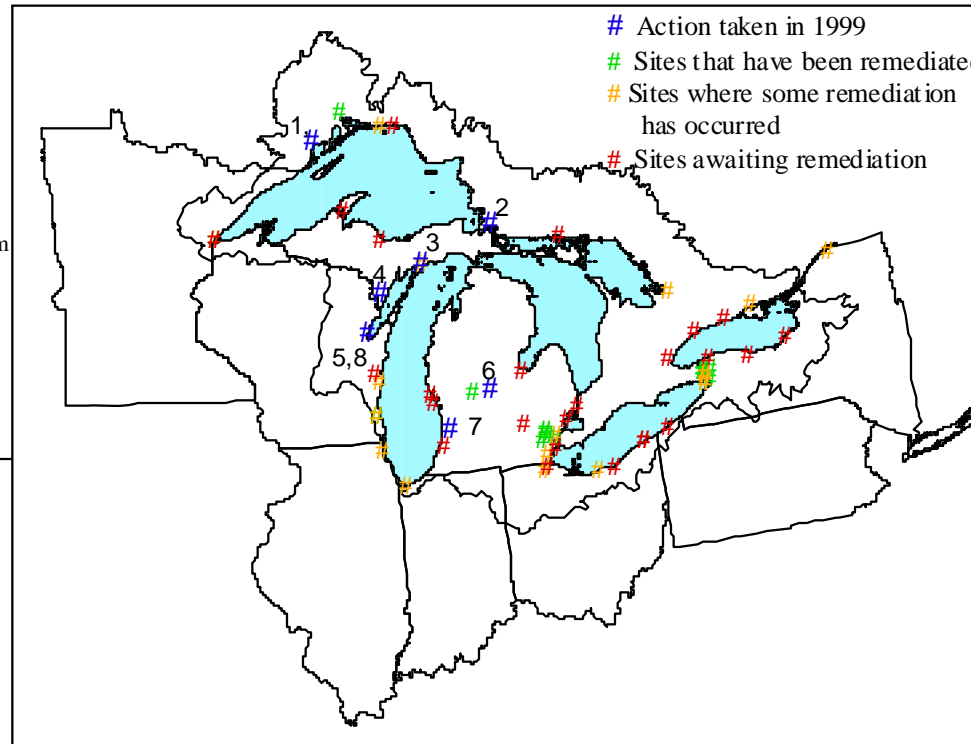 # Action taken in 1999
# Sites that have been remediate
# Sites where some remediation
has occurred
# Sites awaiting remediation
1
2
m
3
4
5,8
6
7